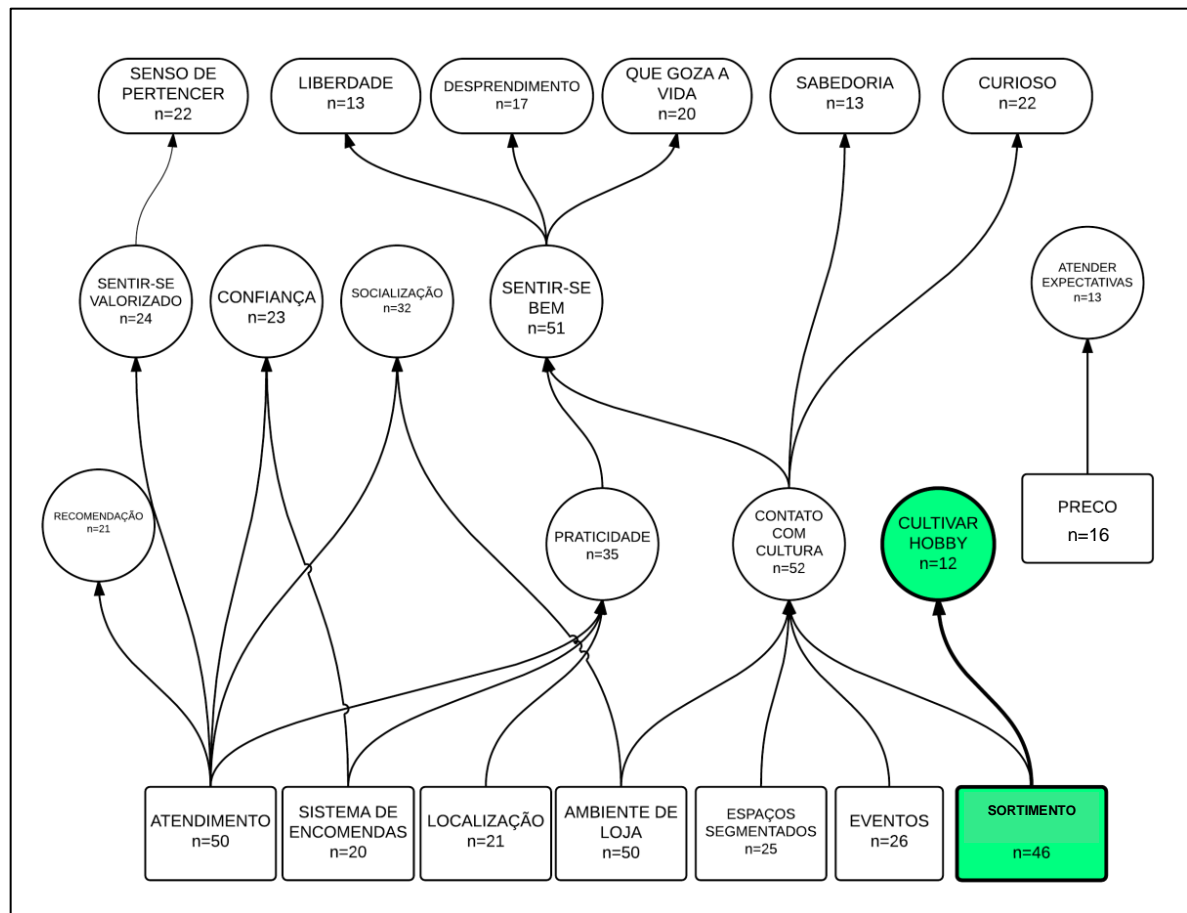 SENSO DE
PERTENCER
n=22
LIBERDADE
n=13
DESPRENDIMENTO
n=17
QUE GOZA A
VIDA
n=20
SABEDORIA
n=13
CURIOSO
n=22
SENTIR-SE
VALORIZADO
n=24
CONFIANÇA
n=23
SOCIALIZAÇÃO
n=32
SENTIR-SE
BEM
n=51
ATENDER
EXPECTATIVAS
n=13
RECOMENDAÇÃO
n=21
PRATICIDADE
n=35
CONTATO
COM
CULTURA
n=52
CULTIVAR
HOBBY
n=12
PRECO
n=16
ATENDIMENTO
n=50
SISTEMA DE
ENCOMENDAS
n=20
LOCALIZAÇÃO
n=21
AMBIENTE DE
LOJA
n=50
ESPAÇOS
SEGMENTADOS
n=25
EVENTOS
n=26
SORTIMENTO
n=46